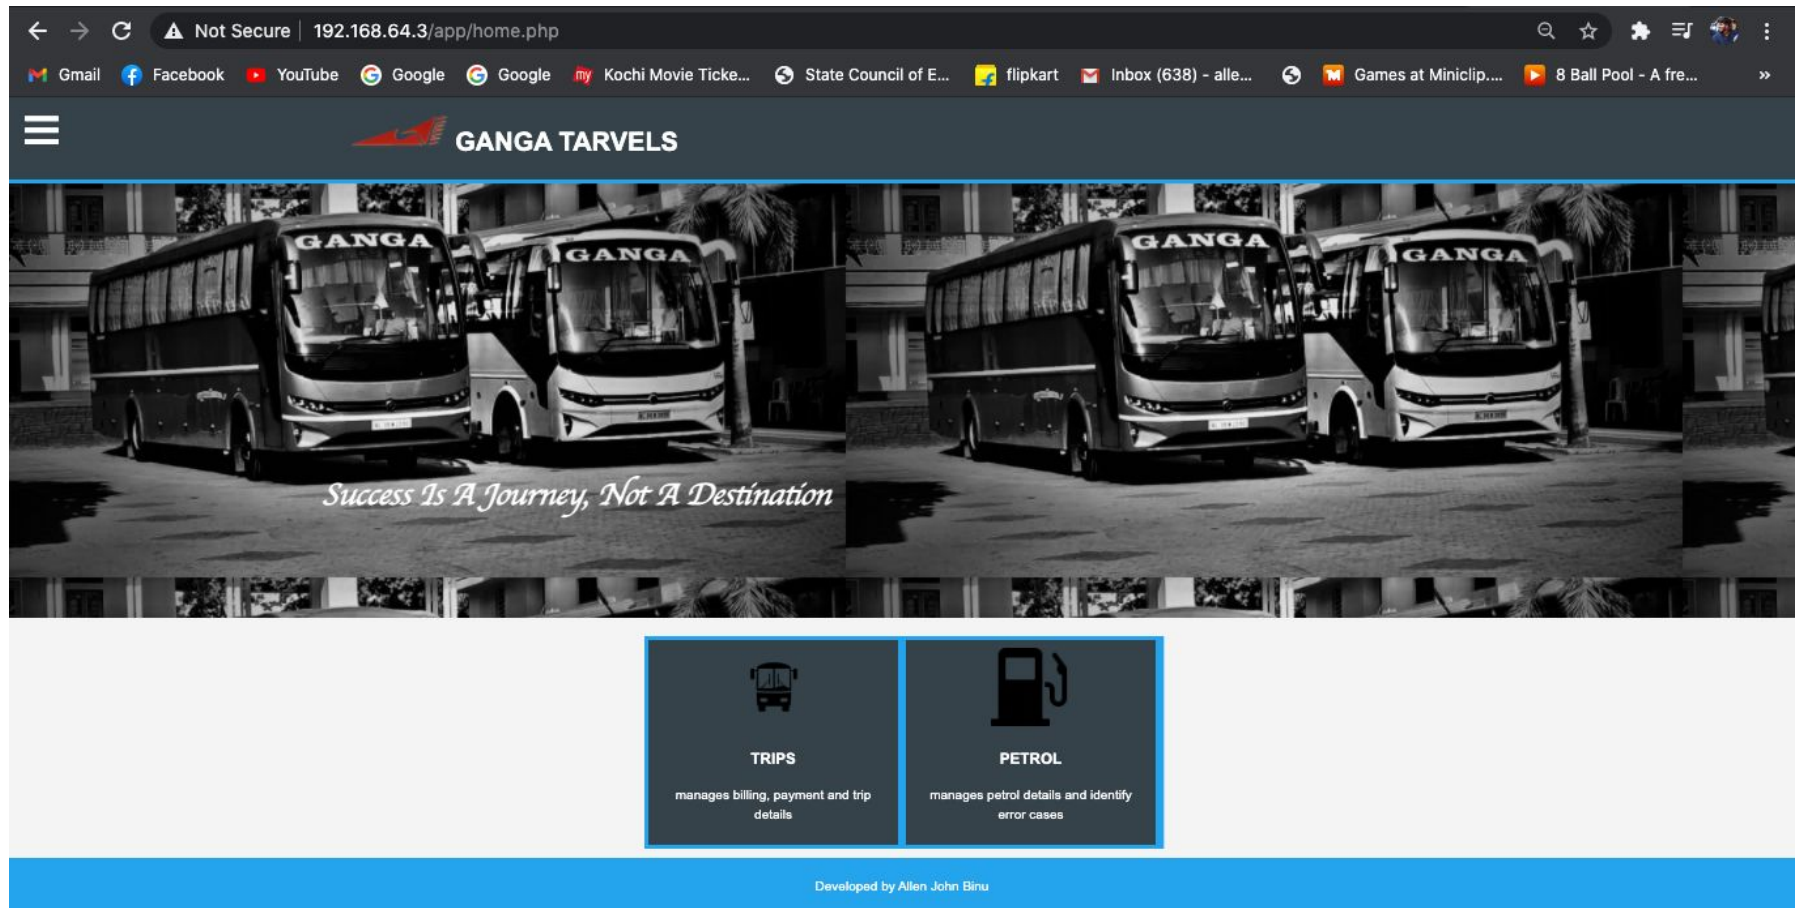 Not Secure | 192.168.64.3/app/home.php
Gmail Facebook YouTube Google Google my Kochi Movie Ticke... State Council of E... flipkart Inbox (638) - alle... Games at Miniclip.... 8 Ball Pool - A fre... »
GANGA TARVELS
GANGA GANGA GANGA GANGA
Success Is A Journey, Not A Destination
TRIPS
manages billing, payment and trip
details
PETROL
manages petrol details and identify
error cases
Developed by Allen John Binu